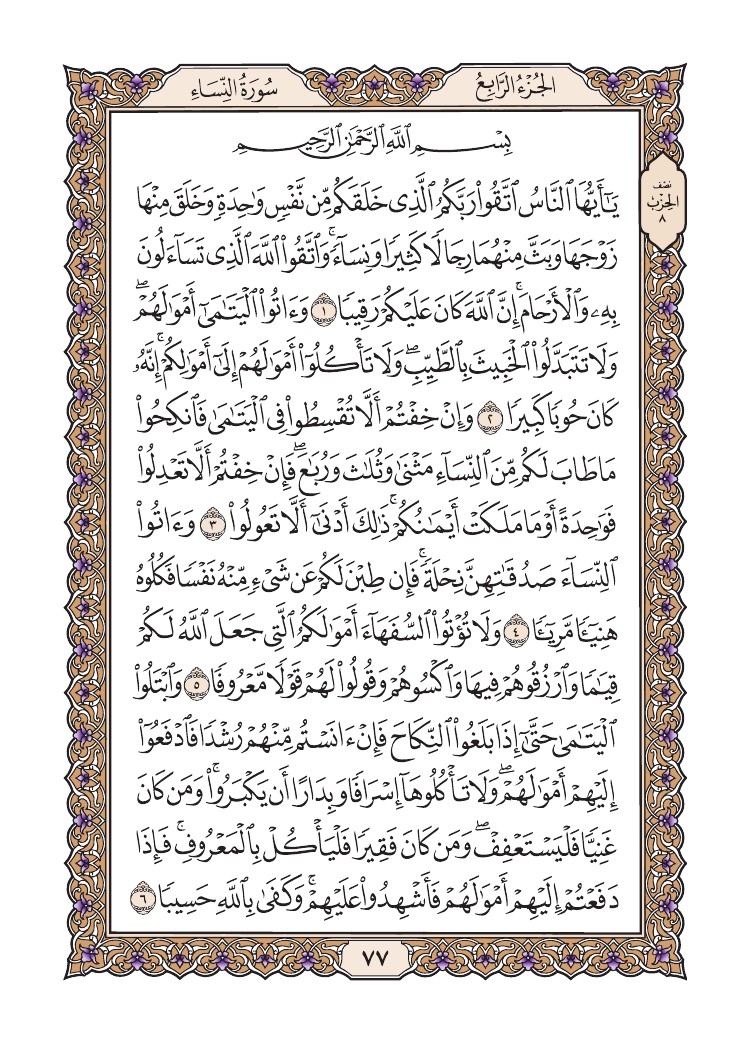 الجُزْءُ الرَّابِعُ
سُورَةُ النِّسَاءِ
نصف
الحِزْب
٨
بِسْمِ ٱللَّهِ ٱلرَّحْمَٰنِ ٱلرَّحِيمِ
يَٰٓأَيُّهَا ٱلنَّاسُ ٱتَّقُوا۟ رَبَّكُمُ ٱلَّذِى خَلَقَكُم مِّن نَّفْسٍ وَٰحِدَةٍ وَخَلَقَ مِنْهَا
زَوْجَهَا وَبَثَّ مِنْهُمَا رِجَالًا كَثِيرًا وَنِسَآءً ۚ وَٱتَّقُوا۟ ٱللَّهَ ٱلَّذِى تَسَآءَلُونَ
بِهِۦ وَٱلْأَرْحَامَ ۚ إِنَّ ٱللَّهَ كَانَ عَلَيْكُمْ رَقِيبًا ١ وَءَاتُوا۟ ٱلْيَتَٰمَىٰٓ أَمْوَٰلَهُمْ ۖ
وَلَا تَتَبَدَّلُوا۟ ٱلْخَبِيثَ بِٱلطَّيِّبِ ۖ وَلَا تَأْكُلُوٓا۟ أَمْوَٰلَهُمْ إِلَىٰٓ أَمْوَٰلِكُمْ ۚ إِنَّهُۥ
كَانَ حُوبًا كَبِيرًا ٢ وَإِنْ خِفْتُمْ أَلَّا تُقْسِطُوا۟ فِى ٱلْيَتَٰمَىٰ فَٱنكِحُوا۟
مَا طَابَ لَكُم مِّنَ ٱلنِّسَآءِ مَثْنَىٰ وَثُلَٰثَ وَرُبَٰعَ ۖ فَإِنْ خِفْتُمْ أَلَّا تَعْدِلُوا۟
فَوَٰحِدَةً أَوْ مَا مَلَكَتْ أَيْمَٰنُكُمْ ۚ ذَٰلِكَ أَدْنَىٰٓ أَلَّا تَعُولُوا۟ ٣ وَءَاتُوا۟
ٱلنِّسَآءَ صَدُقَٰتِهِنَّ نِحْلَةً ۚ فَإِن طِبْنَ لَكُمْ عَن شَىْءٍ مِّنْهُ نَفْسًا فَكُلُوهُ
هَنِيٓـًٔا مَّرِيٓـًٔا ٤ وَلَا تُؤْتُوا۟ ٱلسُّفَهَآءَ أَمْوَٰلَكُمُ ٱلَّتِى جَعَلَ ٱللَّهُ لَكُمْ
قِيَٰمًا وَٱرْزُقُوهُمْ فِيهَا وَٱكْسُوهُمْ وَقُولُوا۟ لَهُمْ قَوْلًا مَّعْرُوفًا ٥ وَٱبْتَلُوا۟
ٱلْيَتَٰمَىٰ حَتَّىٰٓ إِذَا بَلَغُوا۟ ٱلنِّكَاحَ فَإِنْ ءَانَسْتُم مِّنْهُمْ رُشْدًا فَٱدْفَعُوٓا۟
إِلَيْهِمْ أَمْوَٰلَهُمْ ۖ وَلَا تَأْكُلُوهَآ إِسْرَافًا وَبِدَارًا أَن يَكْبَرُوا۟ ۚ وَمَن كَانَ
غَنِيًّا فَلْيَسْتَعْفِفْ ۖ وَمَن كَانَ فَقِيرًا فَلْيَأْكُلْ بِٱلْمَعْرُوفِ ۚ فَإِذَا
دَفَعْتُمْ إِلَيْهِمْ أَمْوَٰلَهُمْ فَأَشْهِدُوا۟ عَلَيْهِمْ ۚ وَكَفَىٰ بِٱللَّهِ حَسِيبًا ٦
٧٧